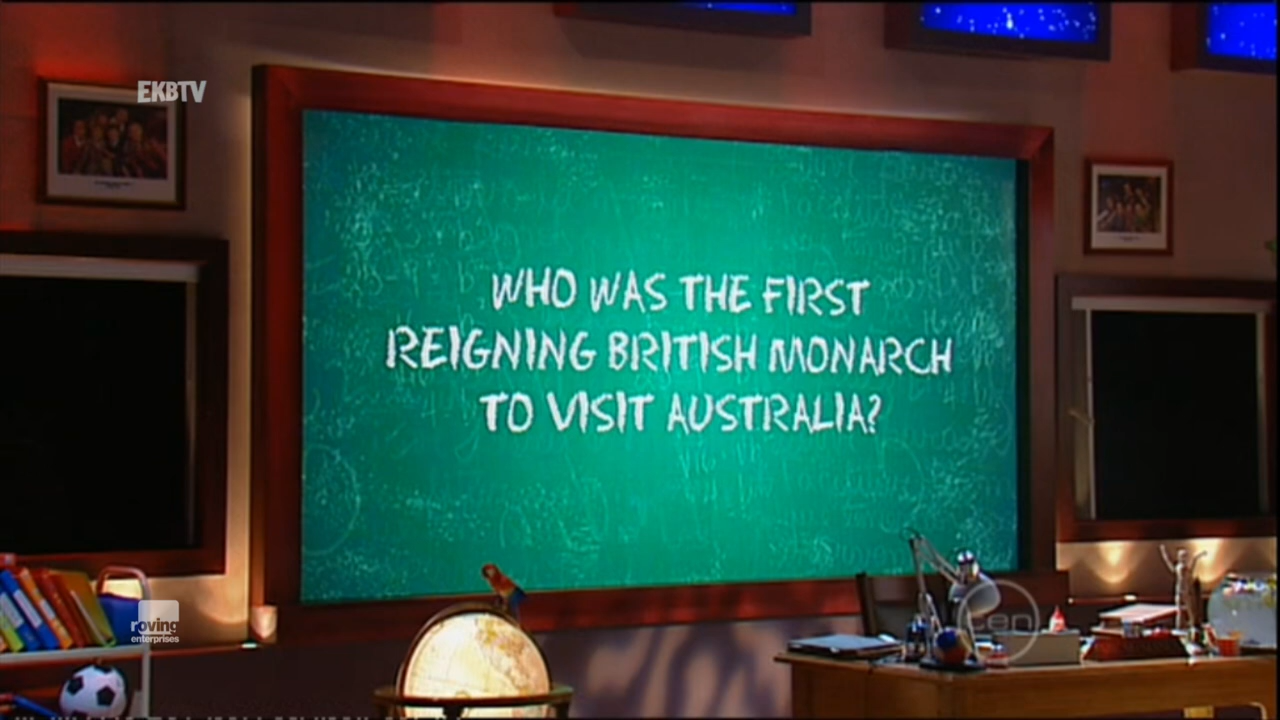 EKBTV
WHO WAS THE FIRST
REIGNING BRITISH MONARCH
TO VISIT AUSTRALIA?
roving
enterprises
ten